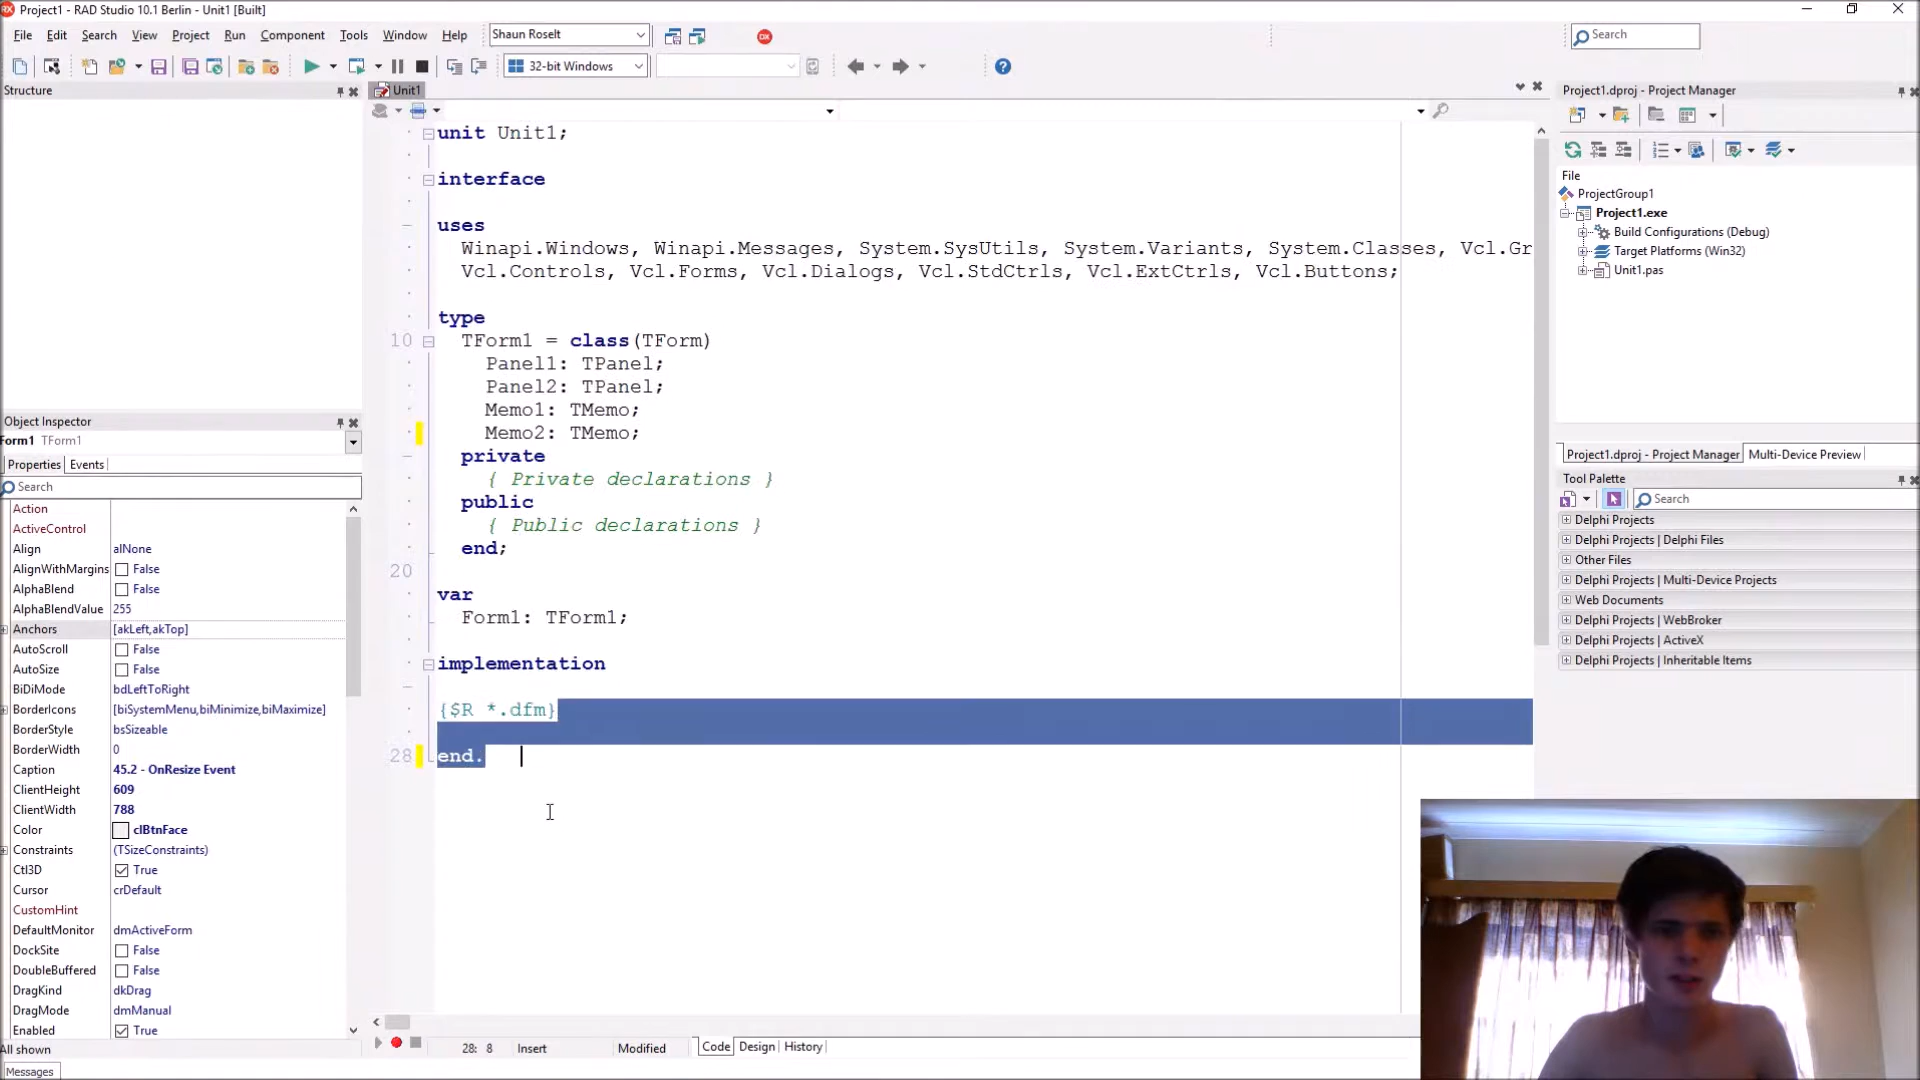 Project1 - RAD Studio 10.1 Berlin - Unit1 [Built]
File Edit Search View Project Run Component Tools Window Help Shaun Roselt Search
32-bit Windows
Structure
Unit1
unit Unit1;
interface
uses
Winapi.Windows, Winapi.Messages, System.SysUtils, System.Variants, System.Classes, Vcl.Gr
Vcl.Controls, Vcl.Forms, Vcl.Dialogs, Vcl.StdCtrls, Vcl.ExtCtrls, Vcl.Buttons;
type
10 TForm1 = class(TForm)
Panel1: TPanel;
Panel2: TPanel;
Memo1: TMemo;
Memo2: TMemo;
private
{ Private declarations }
public
{ Public declarations }
end;
20
var
Form1: TForm1;
implementation
{$R *.dfm}
28 end.
Object Inspector
Form1 TForm1
Properties Events
Search
Action
ActiveControl
Align alNone
AlignWithMargins False
AlphaBlend False
AlphaBlendValue 255
Anchors [akLeft,akTop]
AutoScroll False
AutoSize False
BiDiMode bdLeftToRight
BorderIcons [biSystemMenu,biMinimize,biMaximize]
BorderStyle bsSizeable
BorderWidth 0
Caption 45.2 - OnResize Event
ClientHeight 609
ClientWidth 788
Color clBtnFace
Constraints (TSizeConstraints)
Ctl3D True
Cursor crDefault
CustomHint
DefaultMonitor dmActiveForm
DockSite False
DoubleBuffered False
DragKind dkDrag
DragMode dmManual
Enabled True
All shown
28: 8 Insert Modified Code Design History
Messages
Project1.dproj - Project Manager
File
ProjectGroup1
Project1.exe
Build Configurations (Debug)
Target Platforms (Win32)
Unit1.pas
Project1.dproj - Project Manager Multi-Device Preview
Tool Palette
Search
Delphi Projects
Delphi Projects | Delphi Files
Other Files
Delphi Projects | Multi-Device Projects
Web Documents
Delphi Projects | WebBroker
Delphi Projects | ActiveX
Delphi Projects | Inheritable Items